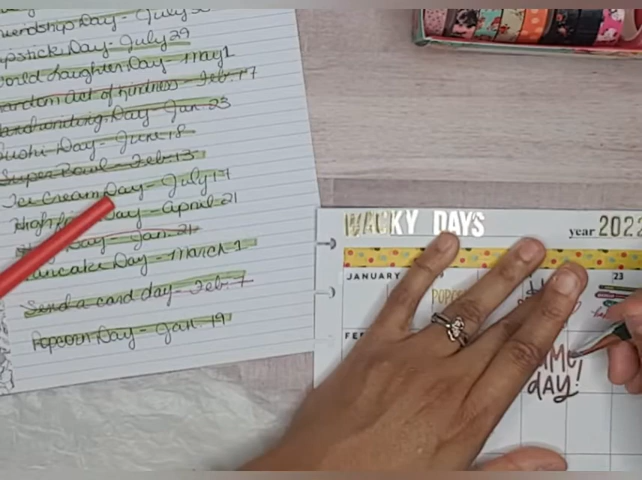 Friendship Day - July 30
Lipstick Day - July 29
World Laughter Day - May 1
Random Act of Kindness - Feb. 17
Handwriting Day - Jan. 23
Sushi Day - June 18
Super Bowl - Feb. 13
Ice Cream Day - July 17
High Day - April 21
Day - Jan. 21
Pancake Day - March 1
Send a card day - Feb. 7
Popcorn Day - Jan. 19
WACKY DAYS
year 2022
JANUARY
23
POPCO
FE
DAY!